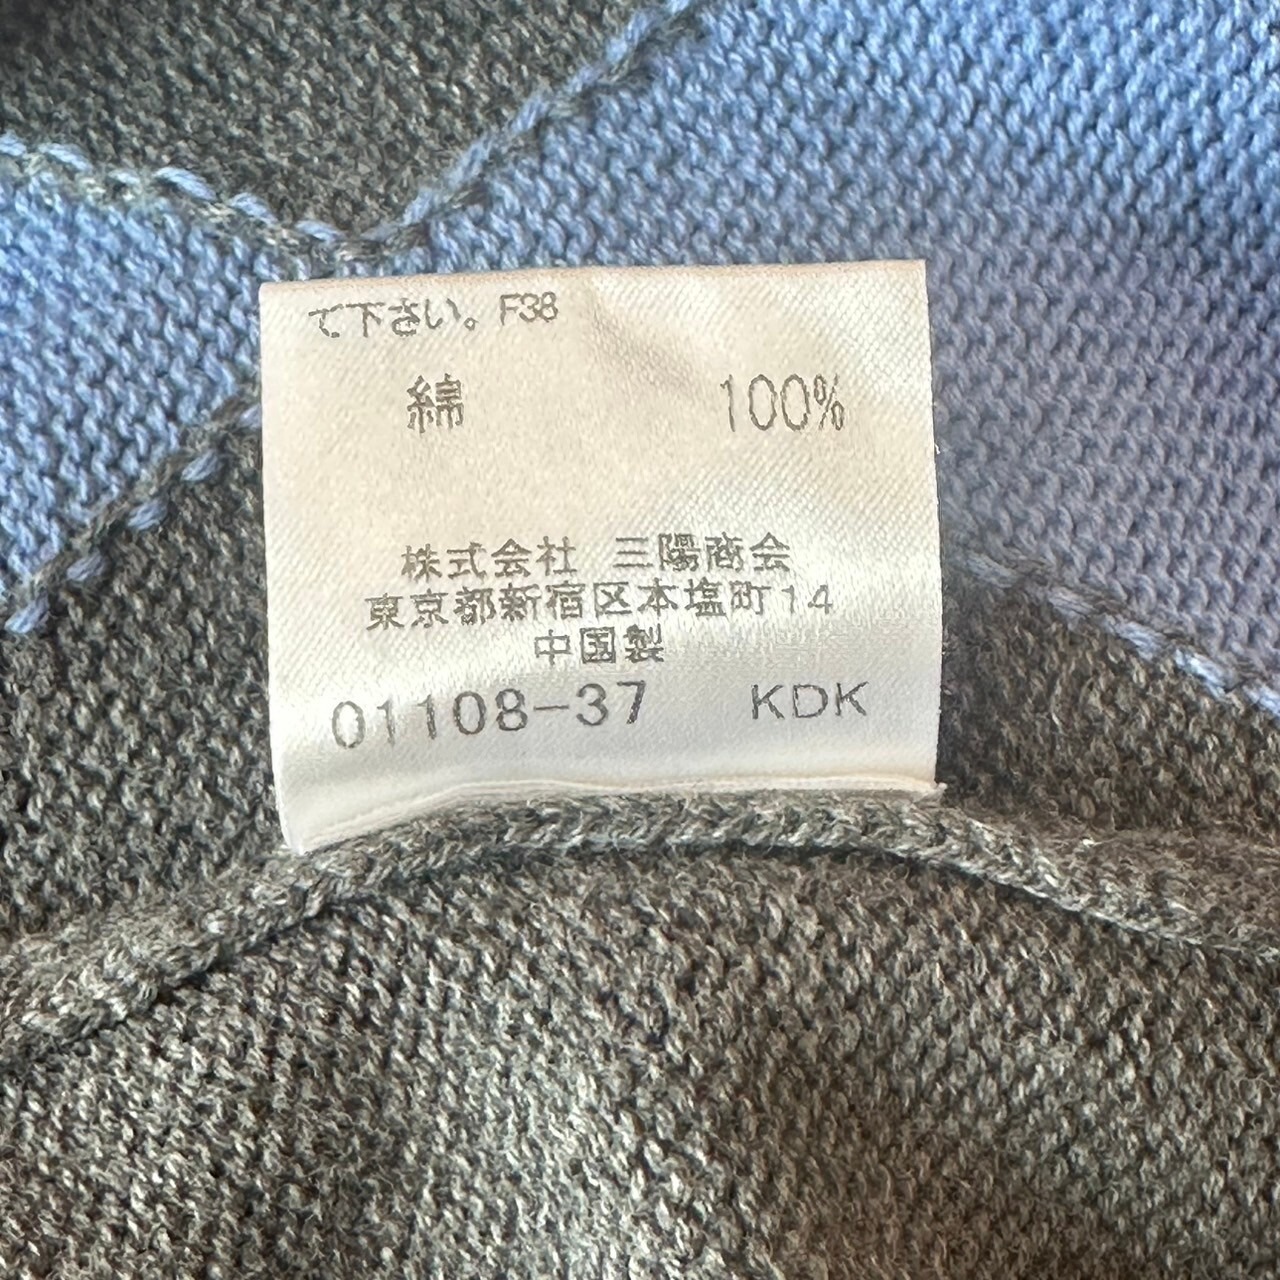 て下さい。F38
綿 100%
株式会社 三陽商会
東京都新宿区本塩町14
中国製
01108-37 KDK